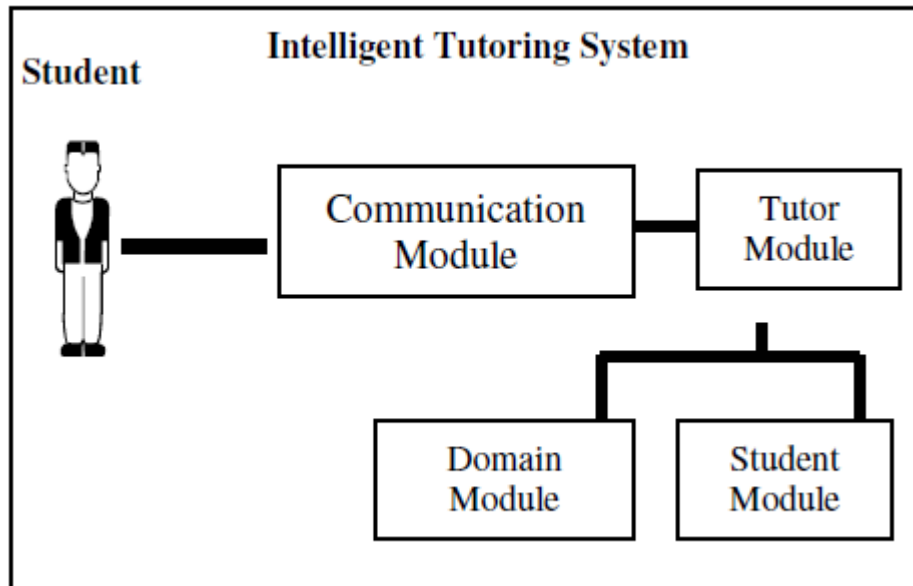 Intelligent Tutoring System
Student
Communication
Module
Tutor
Module
Domain
Module
Student
Module